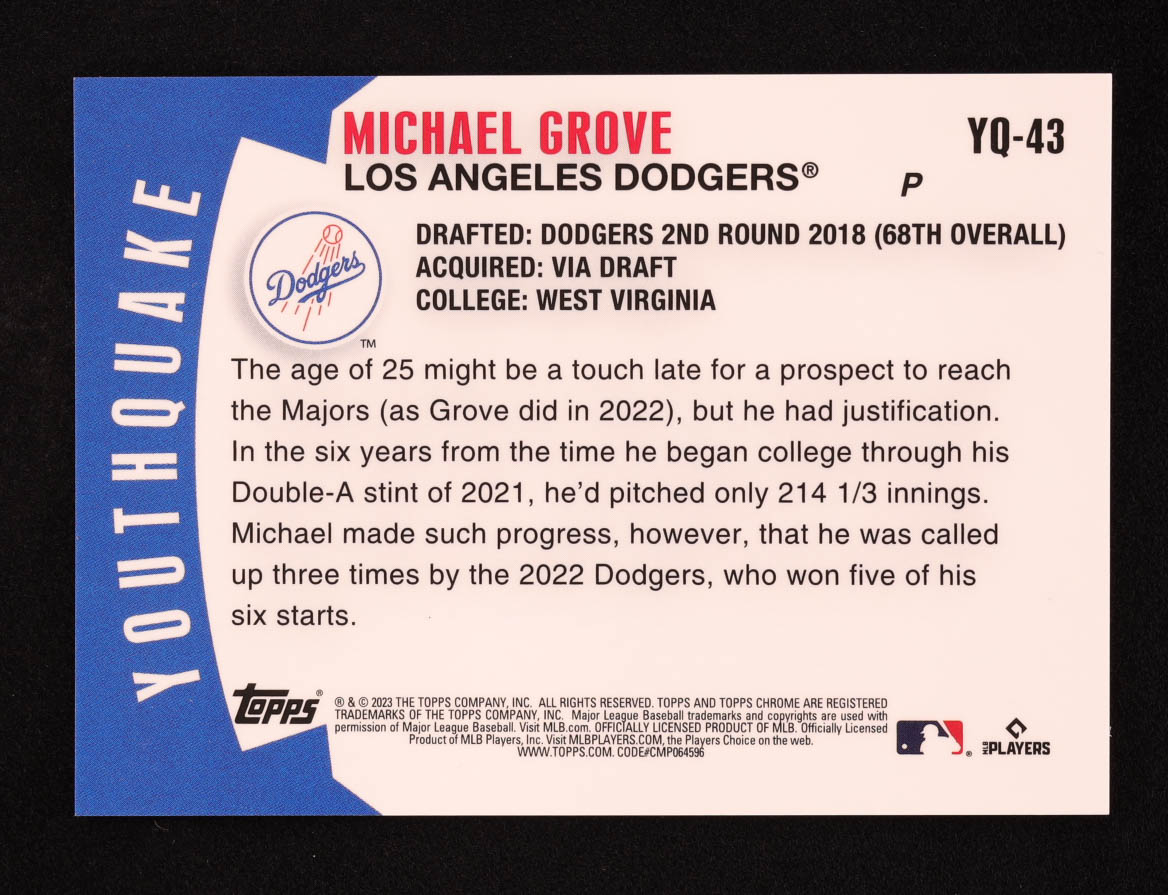 YOUTHQUAKE
MICHAEL GROVE
YQ-43
LOS ANGELES DODGERS®
P
Dodgers
TM
DRAFTED: DODGERS 2ND ROUND 2018 (68TH OVERALL)
ACQUIRED: VIA DRAFT
COLLEGE: WEST VIRGINIA
The age of 25 might be a touch late for a prospect to reach
the Majors (as Grove did in 2022), but he had justification.
In the six years from the time he began college through his
Double-A stint of 2021, he’d pitched only 214 1/3 innings.
Michael made such progress, however, that he was called
up three times by the 2022 Dodgers, who won five of his
six starts.
Topps®
® & © 2023 THE TOPPS COMPANY, INC. ALL RIGHTS RESERVED. TOPPS AND TOPPS CHROME ARE REGISTERED
TRADEMARKS OF THE TOPPS COMPANY, INC. Major League Baseball trademarks and copyrights are used with
permission of Major League Baseball. Visit MLB.com. OFFICIALLY LICENSED PRODUCT OF MLB. Officially Licensed
Product of MLB Players, Inc. Visit MLBPLAYERS.COM, the Players Choice on the web.
WWW.TOPPS.COM. CODE#CMP064596
®
MLB PLAYERS